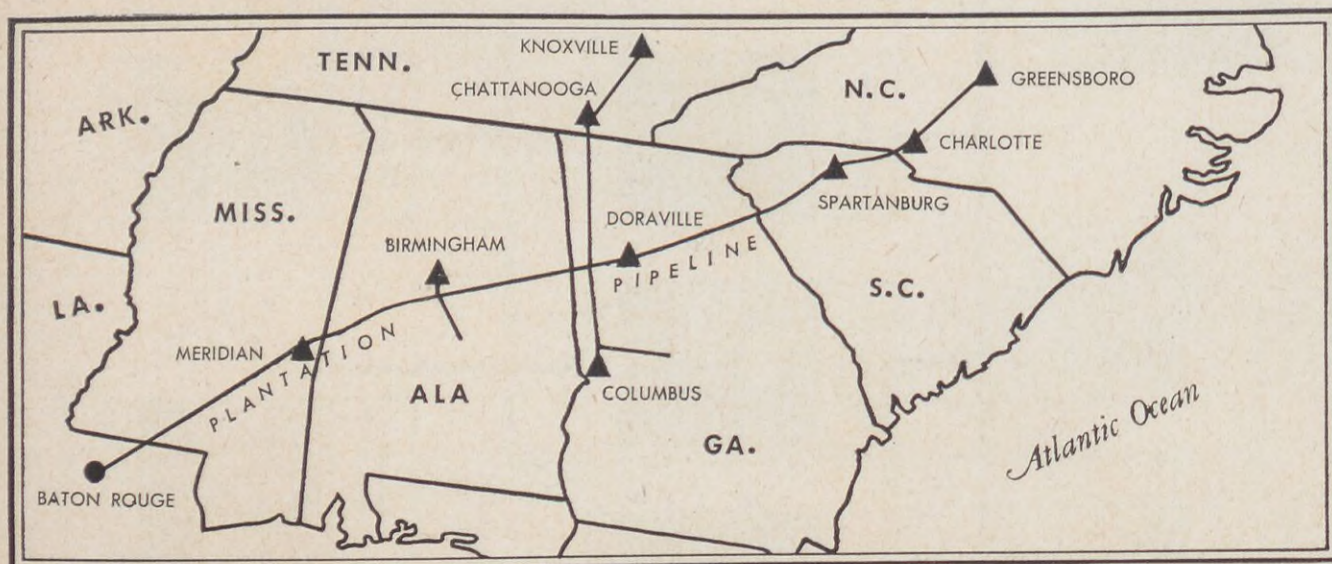 KNOXVILLE
TENN.
GREENSBORO
CHATTANOOGA
N.C.
ARK.
CHARLOTTE
MISS.
SPARTANBURG
DORAVILLE
BIRMINGHAM
PIPELINE
S.C.
LA.
MERIDIAN
PLANTATION
ALA
COLUMBUS
GA.
Atlantic Ocean
BATON ROUGE